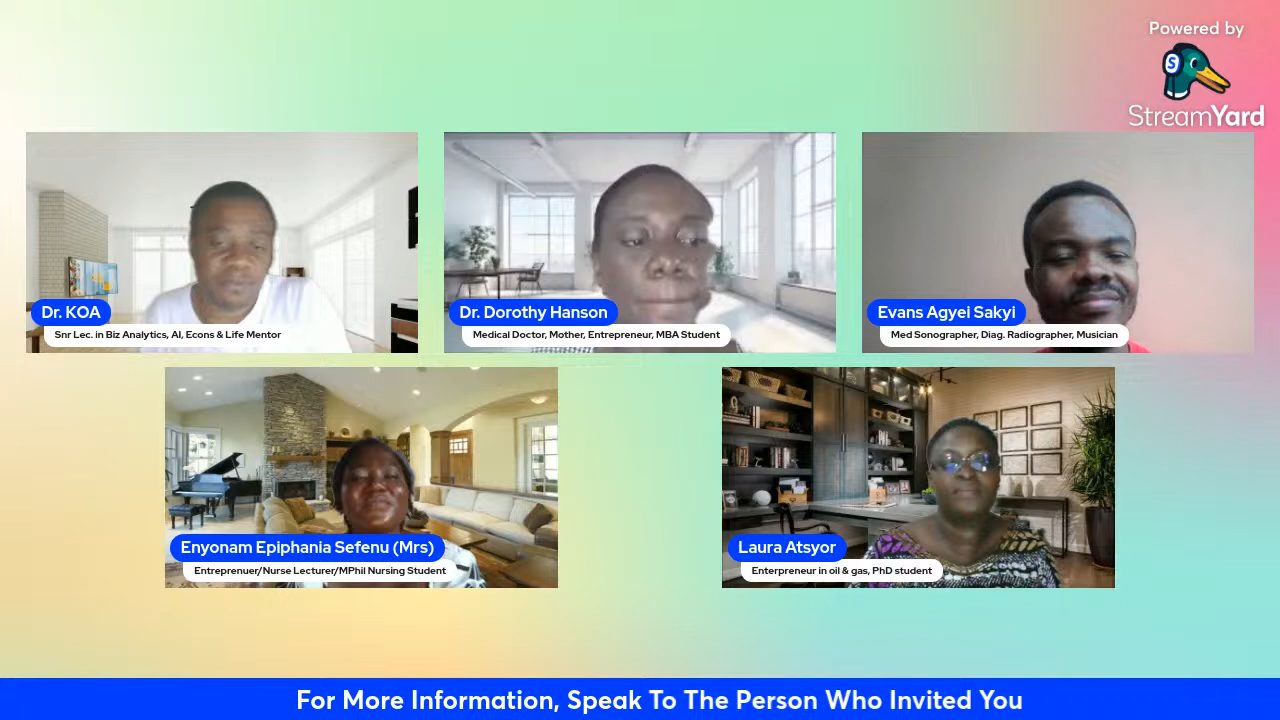 Powered by
StreamYard
Dr. KOA
Snr Lec. in Biz Analytics, AI, Econs & Life Mentor
Dr. Dorothy Hanson
Medical Doctor, Mother, Entrepreneur, MBA Student
Evans Agyei Sakyi
Med Sonographer, Diag. Radiographer, Musician
Enyonam Epiphania Sefenu (Mrs)
Entreprenuer/Nurse Lecturer/MPhil Nursing Student
Laura Atsyor
Enterpreneur in oil & gas, PhD student
For More Information, Speak To The Person Who Invited You